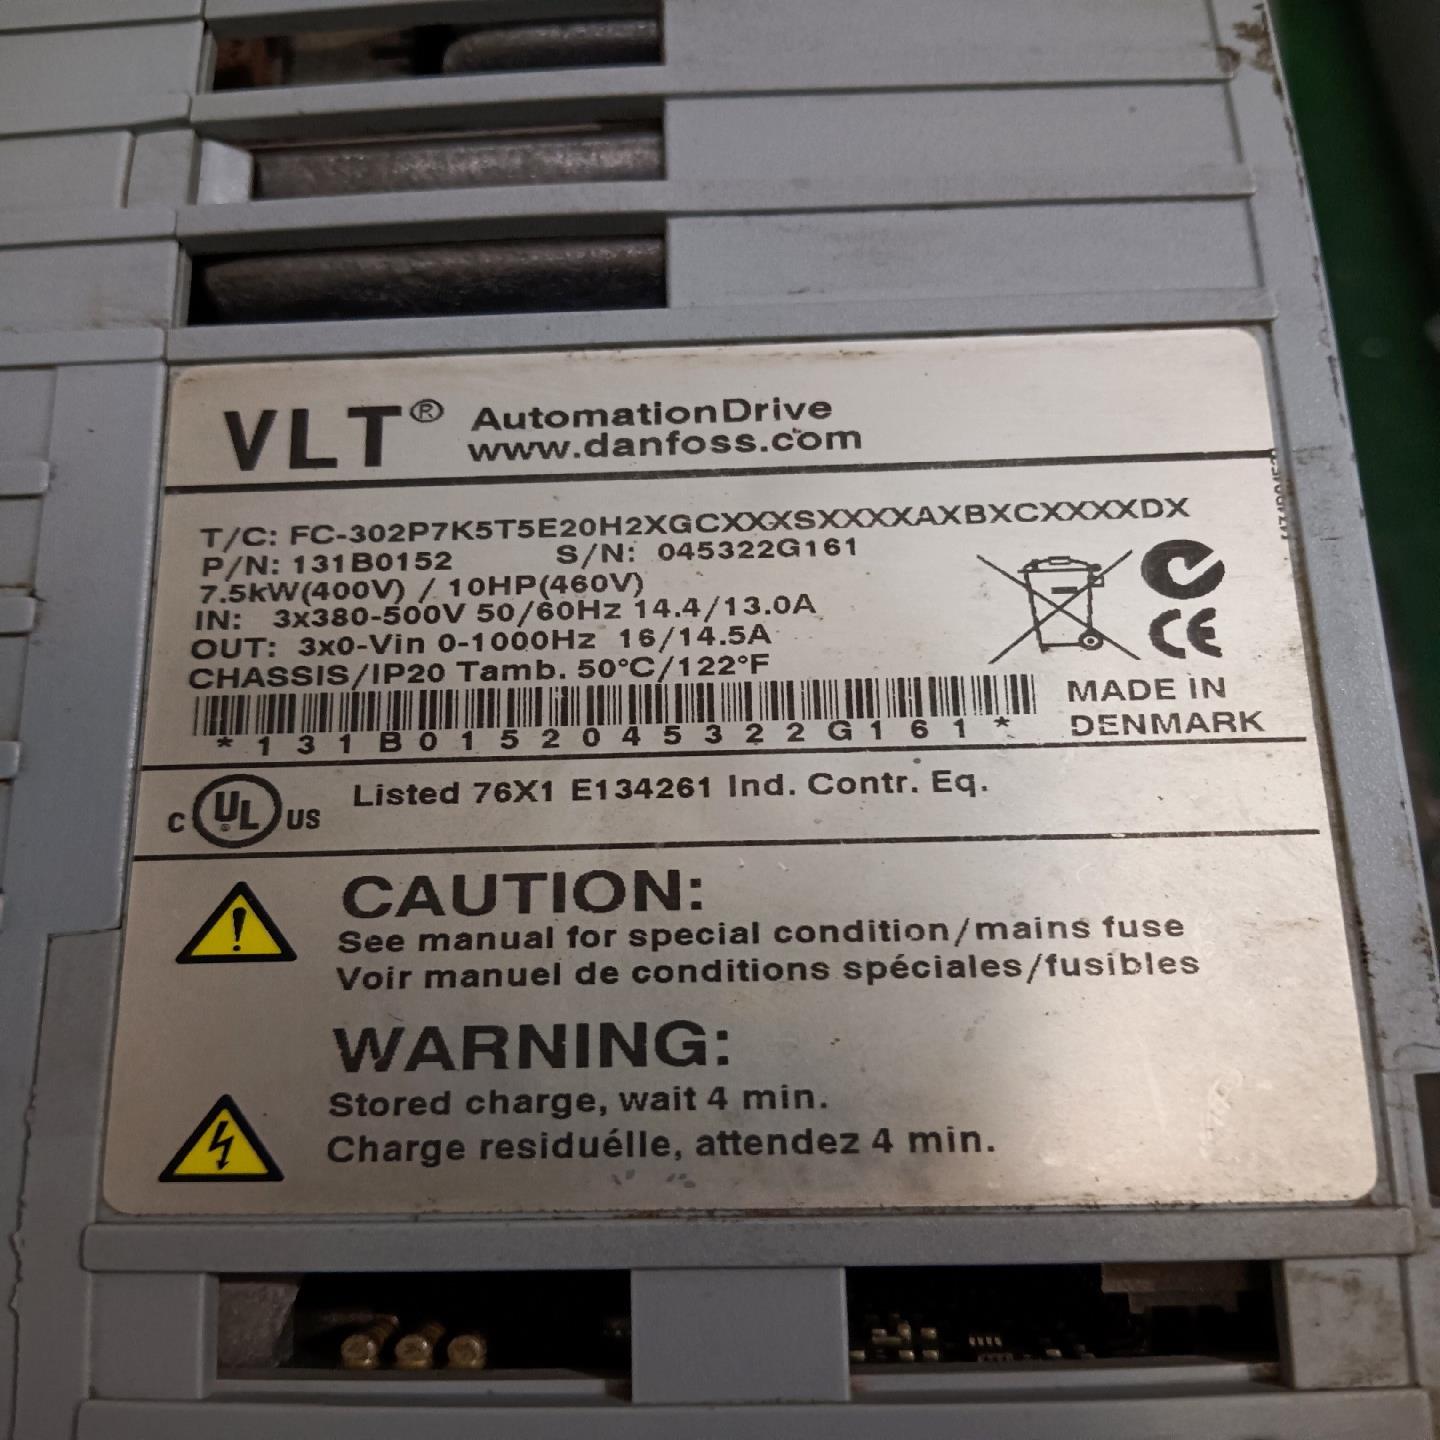 VLT® AutomationDrive
www.danfoss.com
T/C: FC-302P7K5T5E20H2XGCXXXSXXXXAXBXCXXXXDX
P/N: 131B0152 S/N: 045322G161
7.5kW(400V) / 10HP(460V)
IN: 3x380-500V 50/60Hz 14.4/13.0A
OUT: 3x0-Vin 0-1000Hz 16/14.5A
CHASSIS/IP20 Tamb. 50°C/122°F
*131B0152045322G161*
CE
MADE IN
DENMARK
C UL US Listed 76X1 E134261 Ind. Contr. Eq.
CAUTION:
See manual for special condition/mains fuse
Voir manuel de conditions spéciales/fusibles
WARNING:
Stored charge, wait 4 min.
Charge residuélle, attendez 4 min.